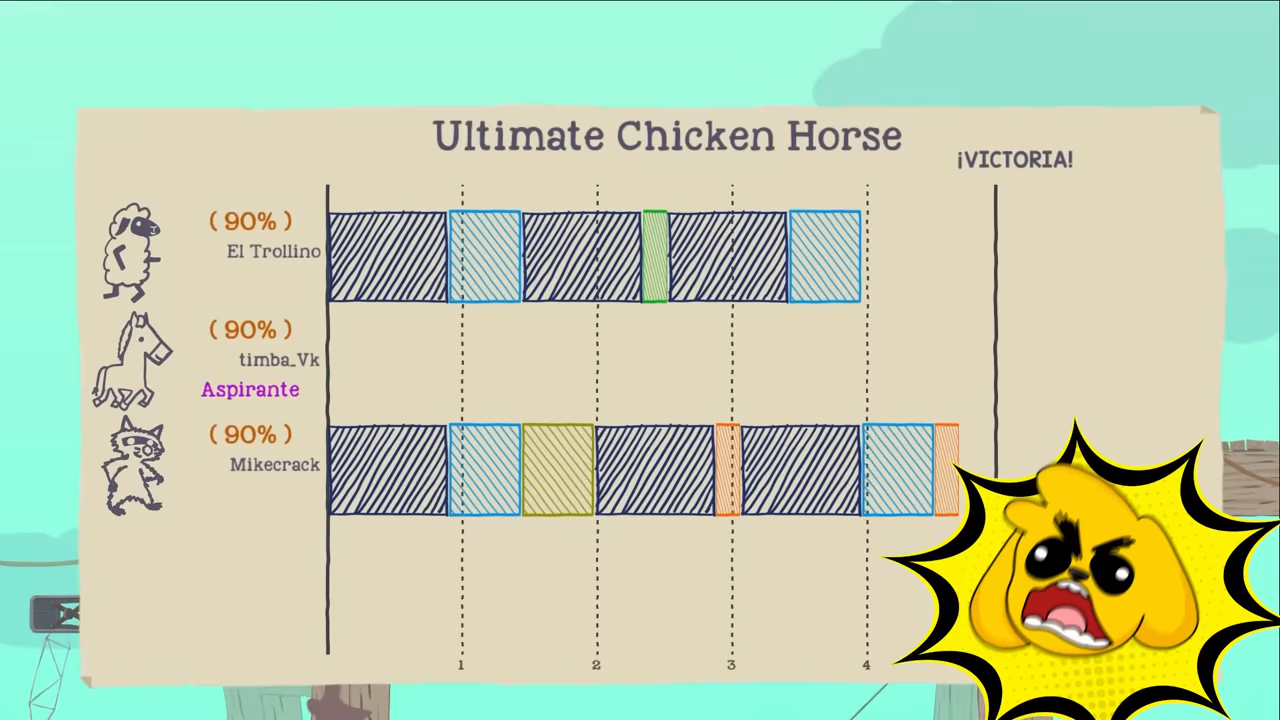 Ultimate Chicken Horse
¡VICTORIA!
( 90% )
El Trollino
( 90% )
timba_Vk
Aspirante
( 90% )
Mikecrack
1 2 3 4